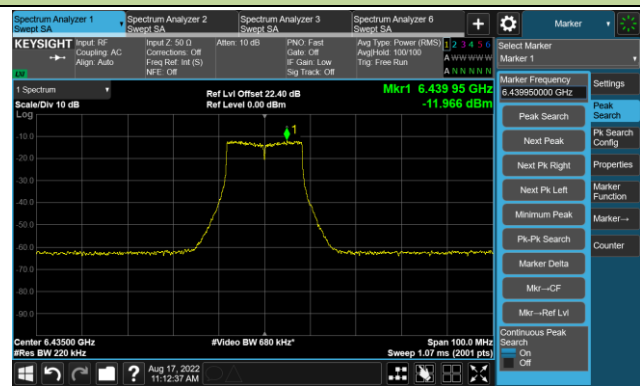 Spectrum Analyzer 1
Swept SA
Spectrum Analyzer 2
Swept SA
Spectrum Analyzer 3
Swept SA
Spectrum Analyzer 6
Swept SA
+
Marker
KEYSIGHT
Input: RF
Coupling: AC
Align: Auto
Input Z: 50 Ω
Corrections: Off
Freq Ref: Int (S)
NFE: Off
Atten: 10 dB
PNO: Fast
Gate: Off
IF Gain: Low
Sig Track: Off
Avg Type: Power (RMS)
Avg|Hold: 100/100
Trig: Free Run
1 2 3 4 5 6
A W W W W W
A N N N N N
LXI
Select Marker
Marker 1
1 Spectrum
Scale/Div 10 dB
Log
Ref Lvl Offset 22.40 dB
Ref Level 0.00 dBm
Mkr1 6.439 95 GHz
-11.966 dBm
1
-10.0
-20.0
-30.0
-40.0
-50.0
-60.0
-70.0
-80.0
-90.0
Center 6.43500 GHz
#Res BW 220 kHz
#Video BW 680 kHz*
Span 100.0 MHz
Sweep 1.07 ms (2001 pts)
Marker Frequency
6.439950000 GHz
Peak Search
Next Peak
Next Pk Right
Next Pk Left
Minimum Peak
Pk-Pk Search
Marker Delta
Mkr→CF
Mkr→Ref Lvl
Continuous Peak
Search
On
Off
Settings
Peak
Search
Pk Search
Config
Properties
Marker
Function
Marker→
Counter
?
Aug 17, 2022
11:12:37 AM